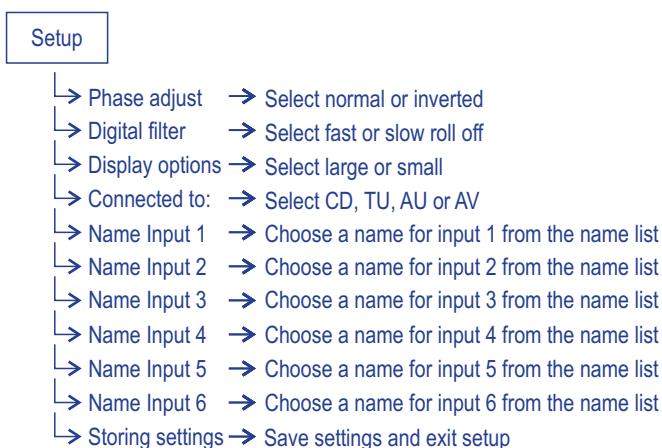 Setup
Phase adjust → Select normal or inverted
Digital filter → Select fast or slow roll off
Display options → Select large or small
Connected to: → Select CD, TU, AU or AV
Name Input 1 → Choose a name for input 1 from the name list
Name Input 2 → Choose a name for input 2 from the name list
Name Input 3 → Choose a name for input 3 from the name list
Name Input 4 → Choose a name for input 4 from the name list
Name Input 5 → Choose a name for input 5 from the name list
Name Input 6 → Choose a name for input 6 from the name list
Storing settings → Save settings and exit setup